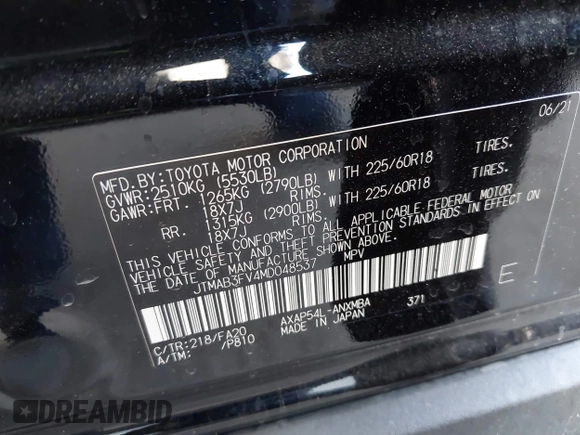 MFD.BY:TOYOTA MOTOR CORPORATION 06/21
GVWR:2510KG (5530LB)
GAWR:FRT. 1265KG (2790LB) WITH 225/60R18 TIRES.
18X7J RIMS.
RR. 1315KG (2900LB) WITH 225/60R18 TIRES.
18X7J RIMS.
THIS VEHICLE CONFORMS TO ALL APPLICABLE FEDERAL MOTOR
VEHICLE SAFETY AND THEFT PREVENTION STANDARDS IN EFFECT ON
THE DATE OF MANUFACTURE SHOWN ABOVE.
JTMAB3FV4MD048537 MPV
E
C/TR:218/FA20 AXAP54L-ANXMBA 371
A/TM: /P810 MADE IN JAPAN
DREAMBID